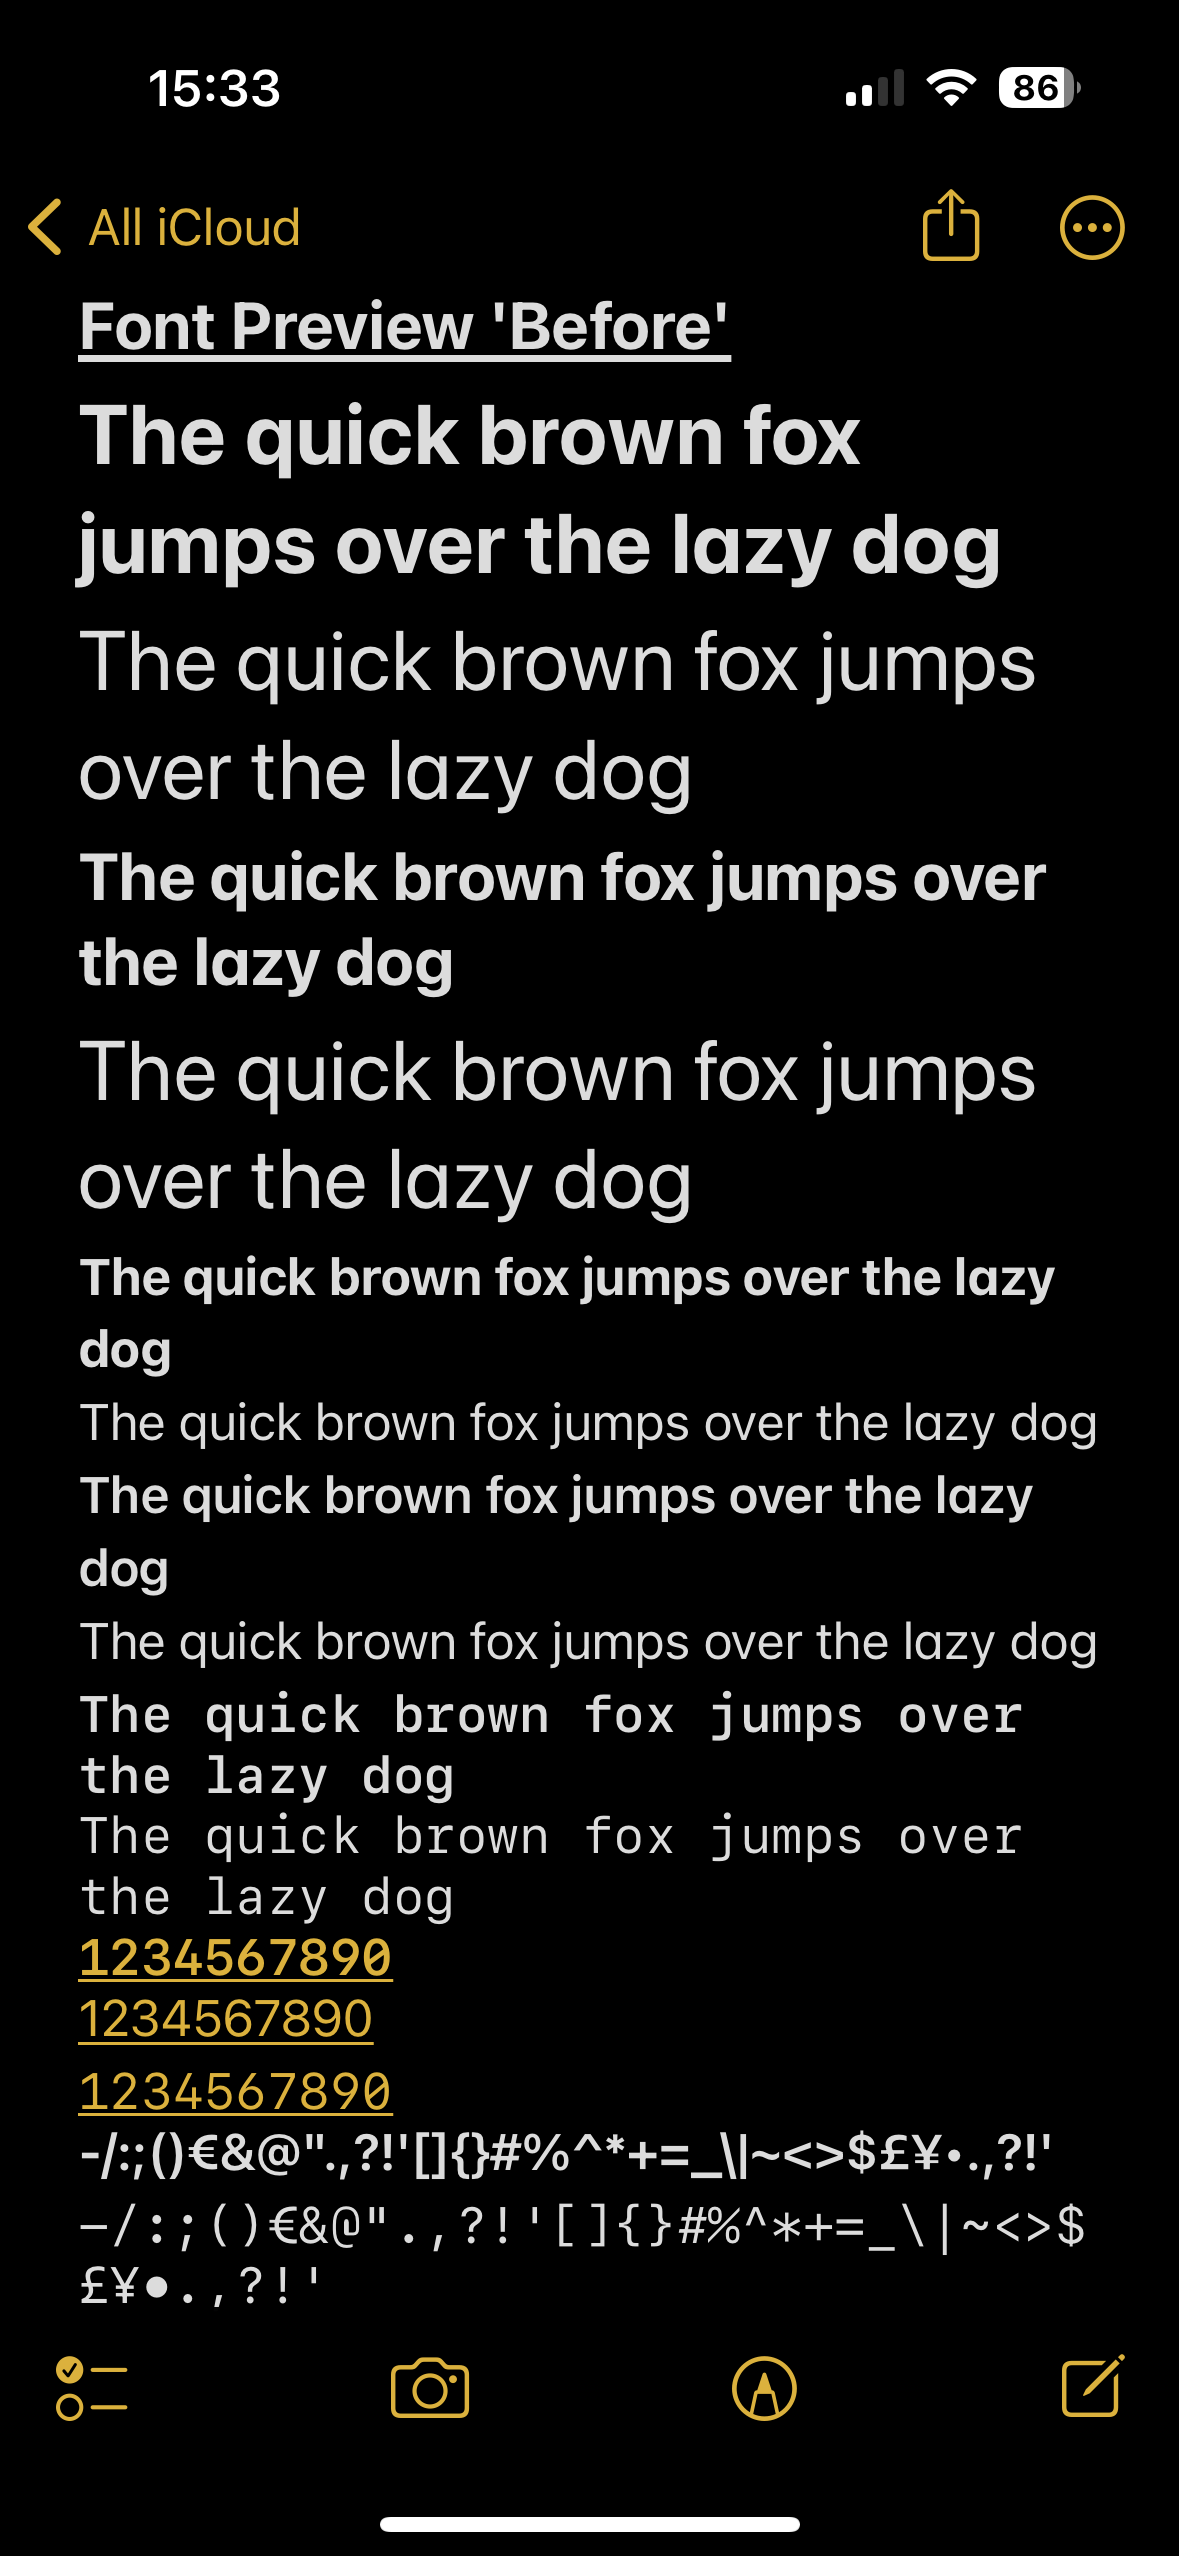 15:33
86
All iCloud
Font Preview 'Before'
The quick brown fox
jumps over the lazy dog
The quick brown fox jumps
over the lazy dog
The quick brown fox jumps over
the lazy dog
The quick brown fox jumps
over the lazy dog
The quick brown fox jumps over the lazy
dog
The quick brown fox jumps over the lazy dog
The quick brown fox jumps over the lazy
dog
The quick brown fox jumps over the lazy dog
The quick brown fox jumps over
the lazy dog
The quick brown fox jumps over
the lazy dog
1234567890
1234567890
1234567890
-/:;()€&@".,?!'[]{}#%^*+=_\|~<>$£¥•.,?!'
–/:;()€&@".,?!'[]{}#%^*+=_\|~<>$
£¥•.,?!'